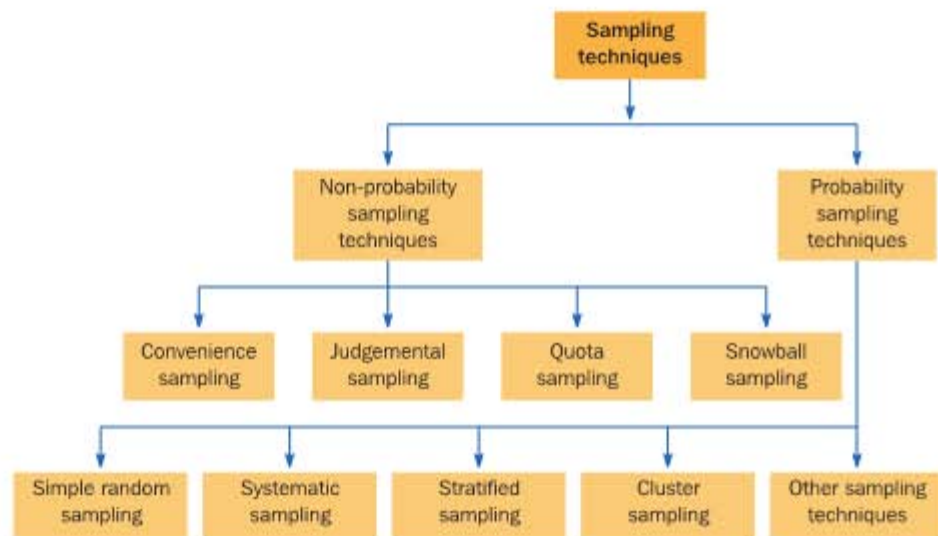 Sampling
techniques
Non-probability
sampling
techniques
Probability
sampling
techniques
Convenience
sampling
Judgemental
sampling
Quota
sampling
Snowball
sampling
Simple random
sampling
Systematic
sampling
Stratified
sampling
Cluster
sampling
Other sampling
techniques